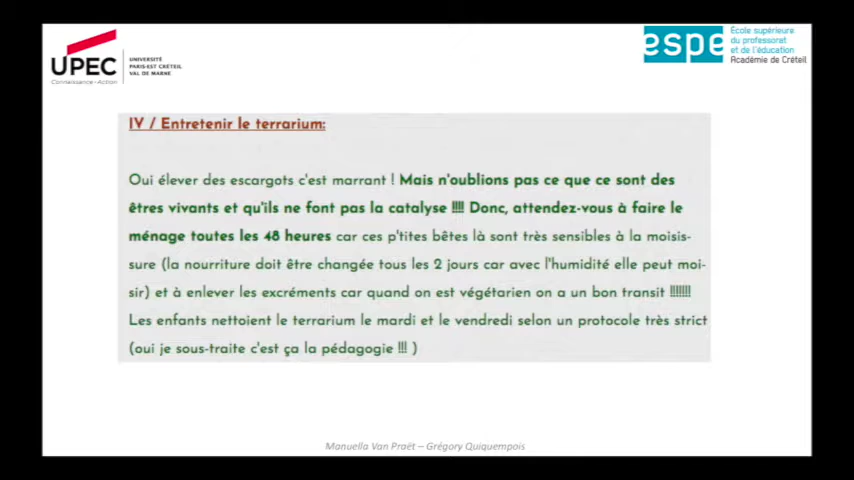 UPEC
Connaissance - Action
UNIVERSITÉ
PARIS-EST CRÉTEIL
VAL DE MARNE
espe
École supérieure
du professorat
et de l'éducation
Académie de Créteil
IV / Entretenir le terrarium:
Oui élever des escargots c'est marrant ! Mais n'oublions pas ce que ce sont des
êtres vivants et qu'ils ne font pas la catalyse !!!! Donc, attendez-vous à faire le
ménage toutes les 48 heures car ces p'tites bêtes là sont très sensibles à la moisis-
sure (la nourriture doit être changée tous les 2 jours car avec l'humidité elle peut moi-
sir) et à enlever les excréments car quand on est végétarien on a un bon transit !!!!!!!
Les enfants nettoient le terrarium le mardi et le vendredi selon un protocole très strict
(oui je sous-traite c'est ça la pédagogie !!! )
Manuella Van Praët – Grégory Quiquempois